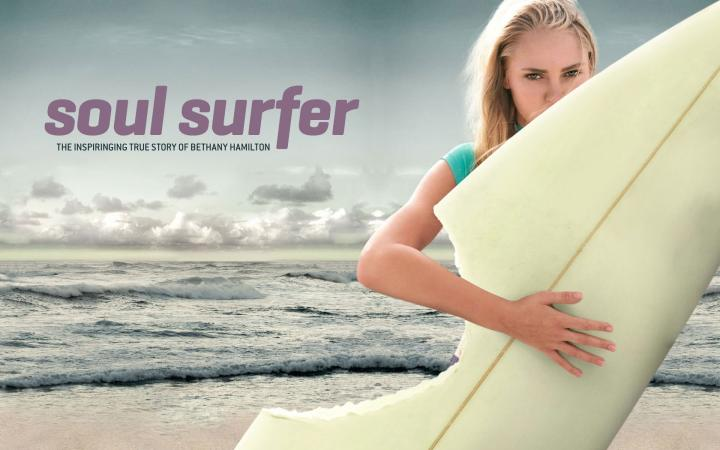 soul surfer
THE INSPIRINGING TRUE STORY OF BETHANY HAMILTON